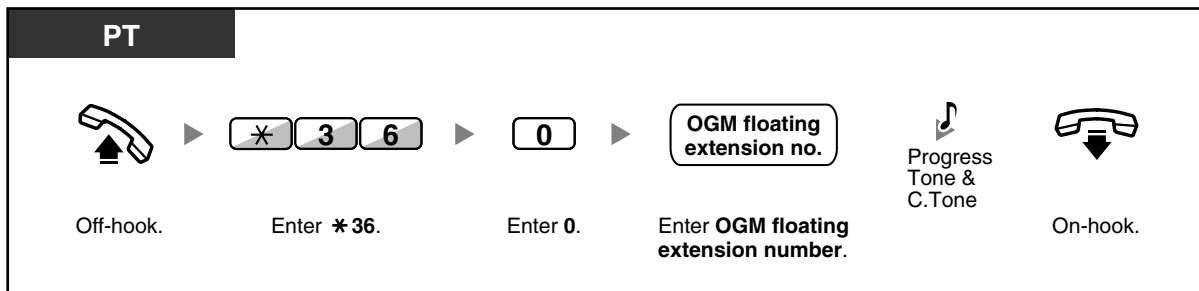 PT
✳ 3 6
0
OGM floating
extension no.
Progress
Tone &
C.Tone
Off-hook.
Enter ✳ 36.
Enter 0.
Enter OGM floating
extension number.
On-hook.